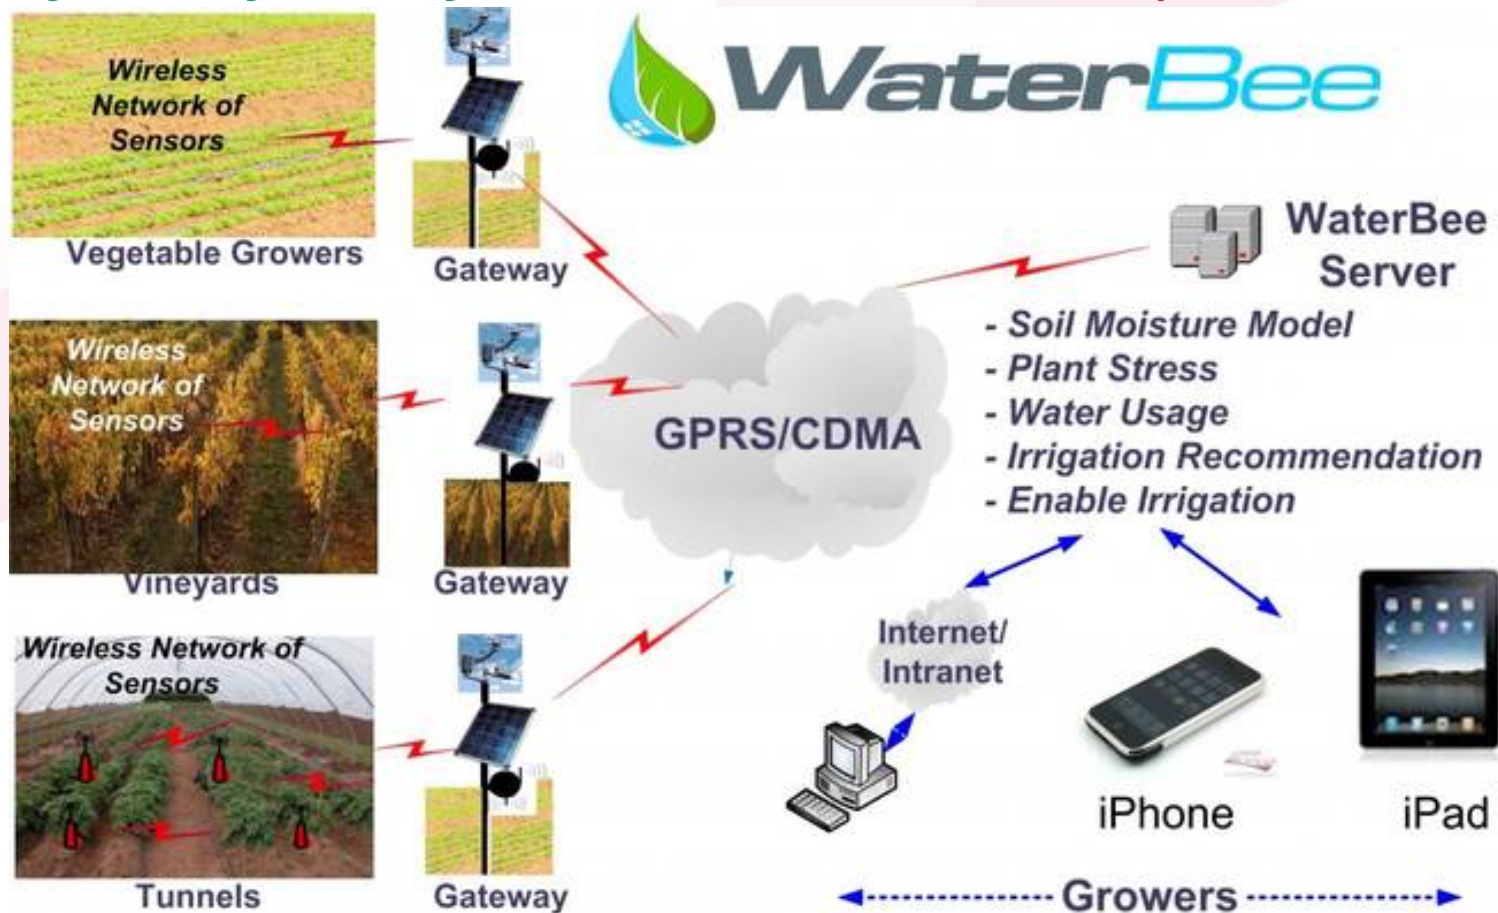 Wireless
Network of
Sensors
Vegetable Growers
Gateway
WaterBee
WaterBee
Server
- Soil Moisture Model
- Plant Stress
- Water Usage
- Irrigation Recommendation
- Enable Irrigation
Wireless
Network of
Sensors
Vineyards
Gateway
GPRS/CDMA
Wireless Network of
Sensors
Tunnels
Gateway
Internet/
Intranet
iPhone
iPad
Growers